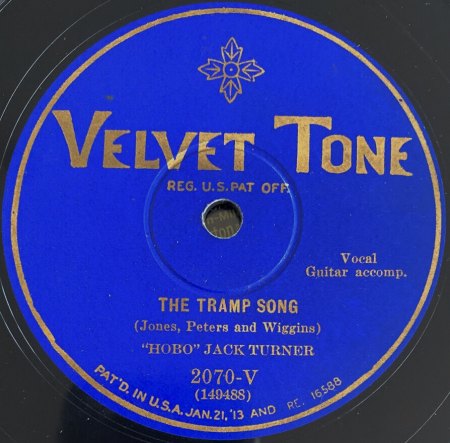 VELVET TONE
REG. U.S. PAT OFF.
Vocal
Guitar accomp.
THE TRAMP SONG
(Jones, Peters and Wiggins)
"HOBO" JACK TURNER
2070-V
(149488)
PAT'D. IN U.S.A. JAN. 21, '13 AND RE. 16588